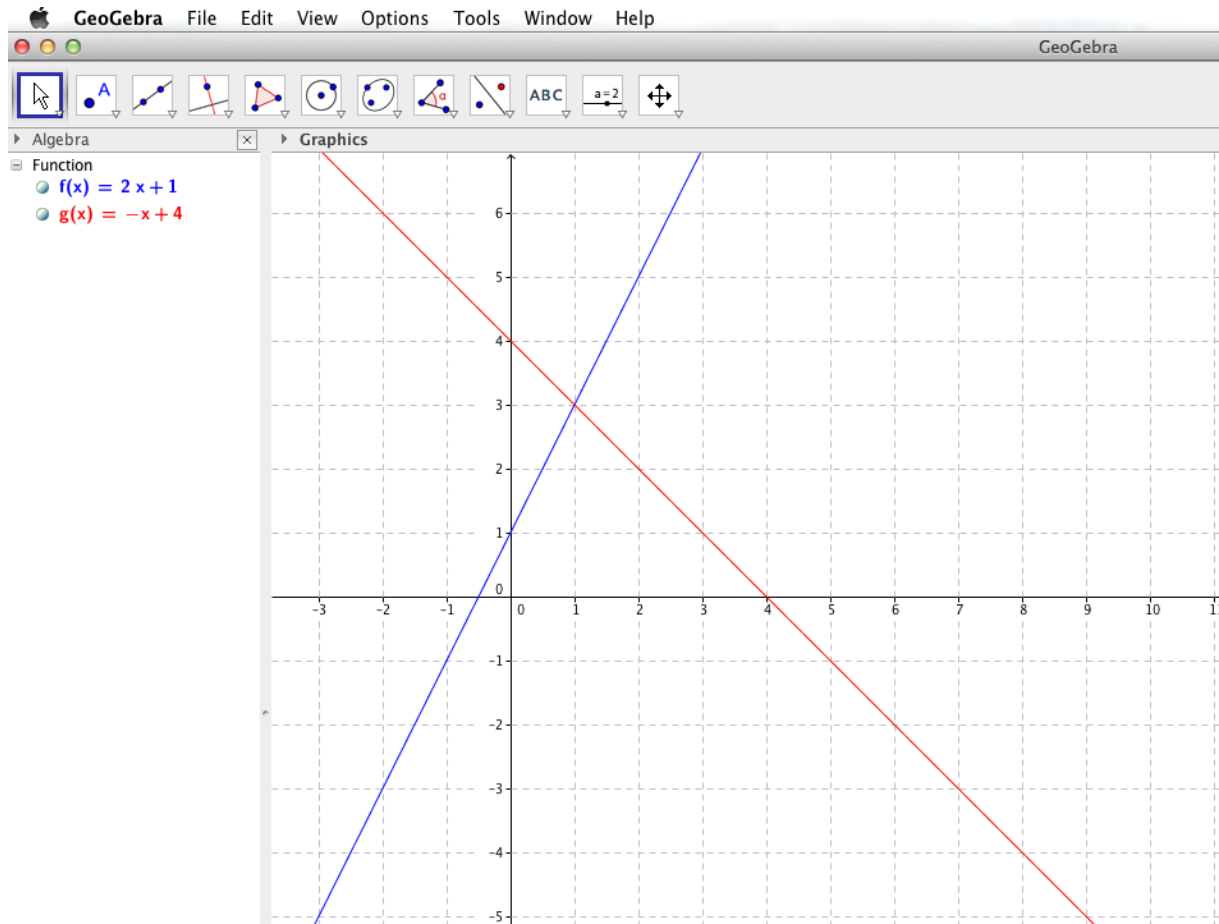 GeoGebra File Edit View Options Tools Window Help
GeoGebra
A α ABC a=2
Algebra Graphics
Function
f(x) = 2 x + 1
g(x) = −x + 4
6
5
4
3
2
1
0
-3 -2 -1 0 1 2 3 4 5 6 7 8 9 10
-1
-2
-3
-4
-5